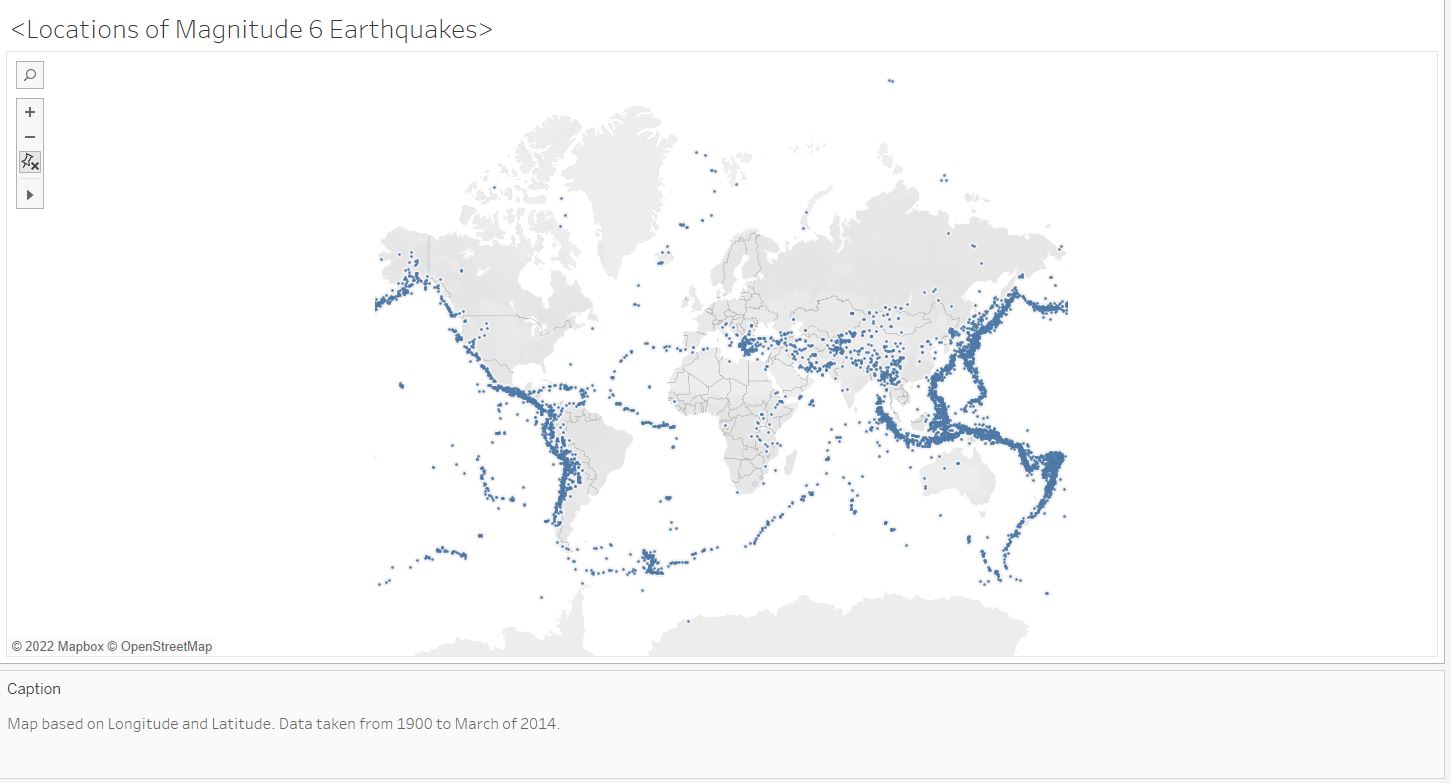 <Locations of Magnitude 6 Earthquakes>
© 2022 Mapbox © OpenStreetMap
Caption
Map based on Longitude and Latitude. Data taken from 1900 to March of 2014.